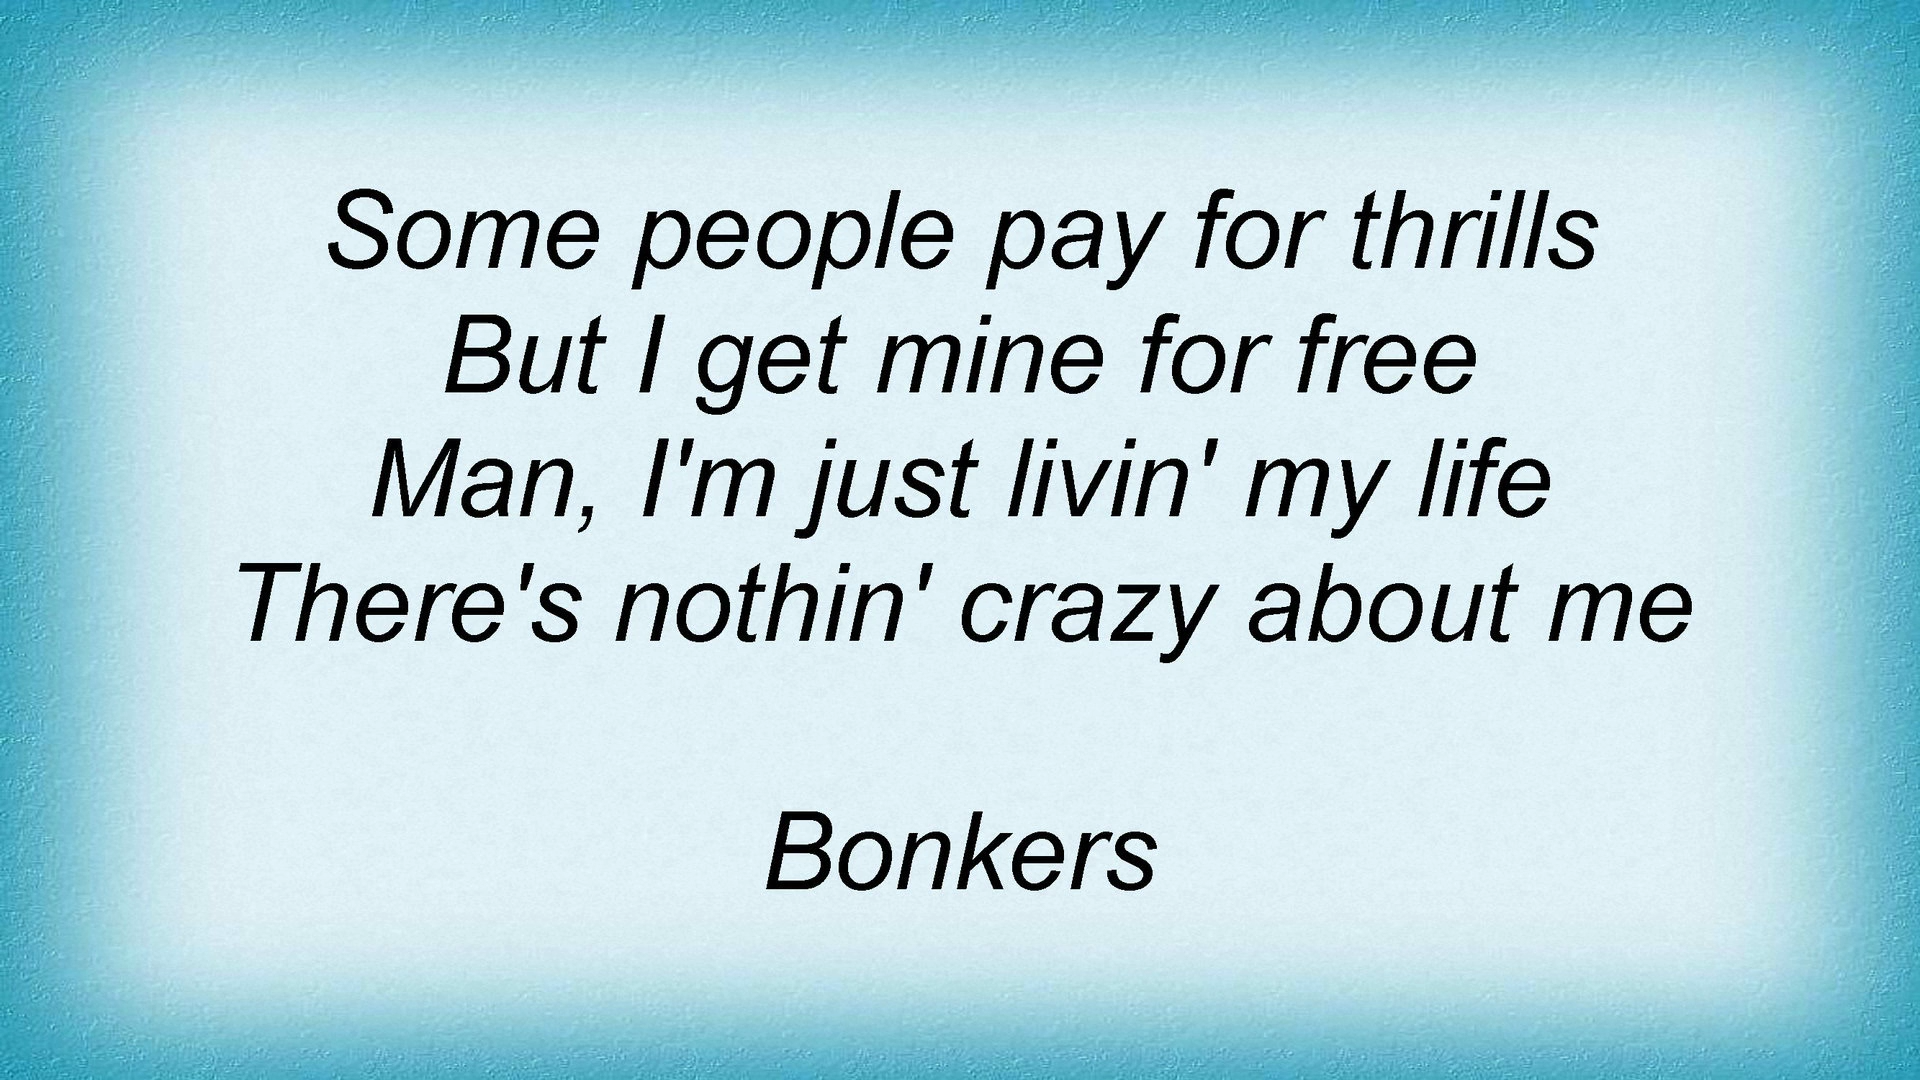 Some people pay for thrills
But I get mine for free
Man, I'm just livin' my life
There's nothin' crazy about me
Bonkers